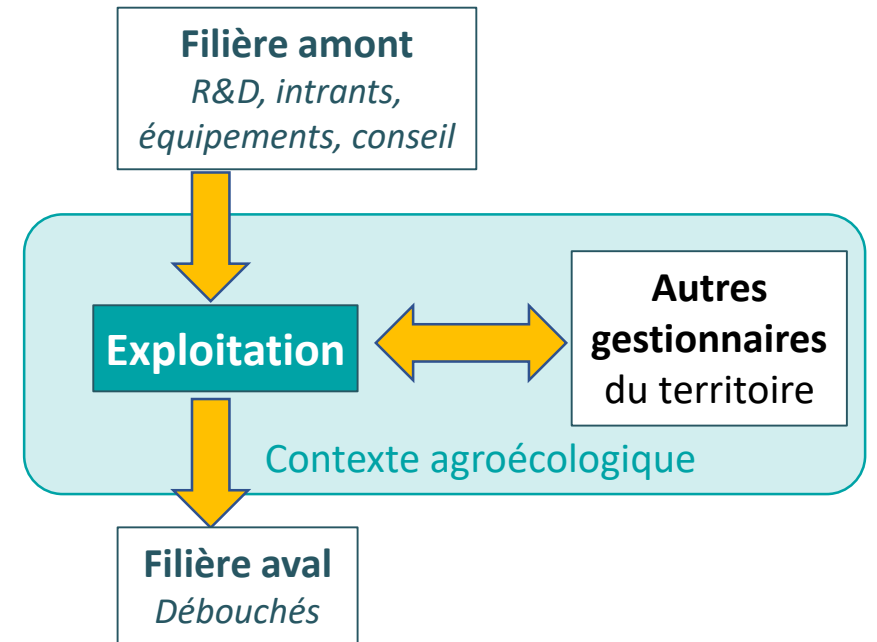 Filière amont
R&D, intrants,
équipements, conseil
Exploitation
Autres
gestionnaires
du territoire
Contexte agroécologique
Filière aval
Débouchés